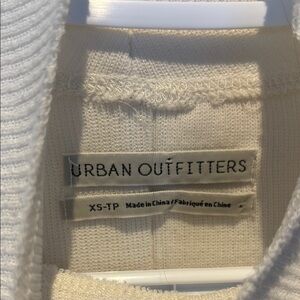 URBAN OUTFITTERS
XS-TP Made in China / Fabriqué en Chine